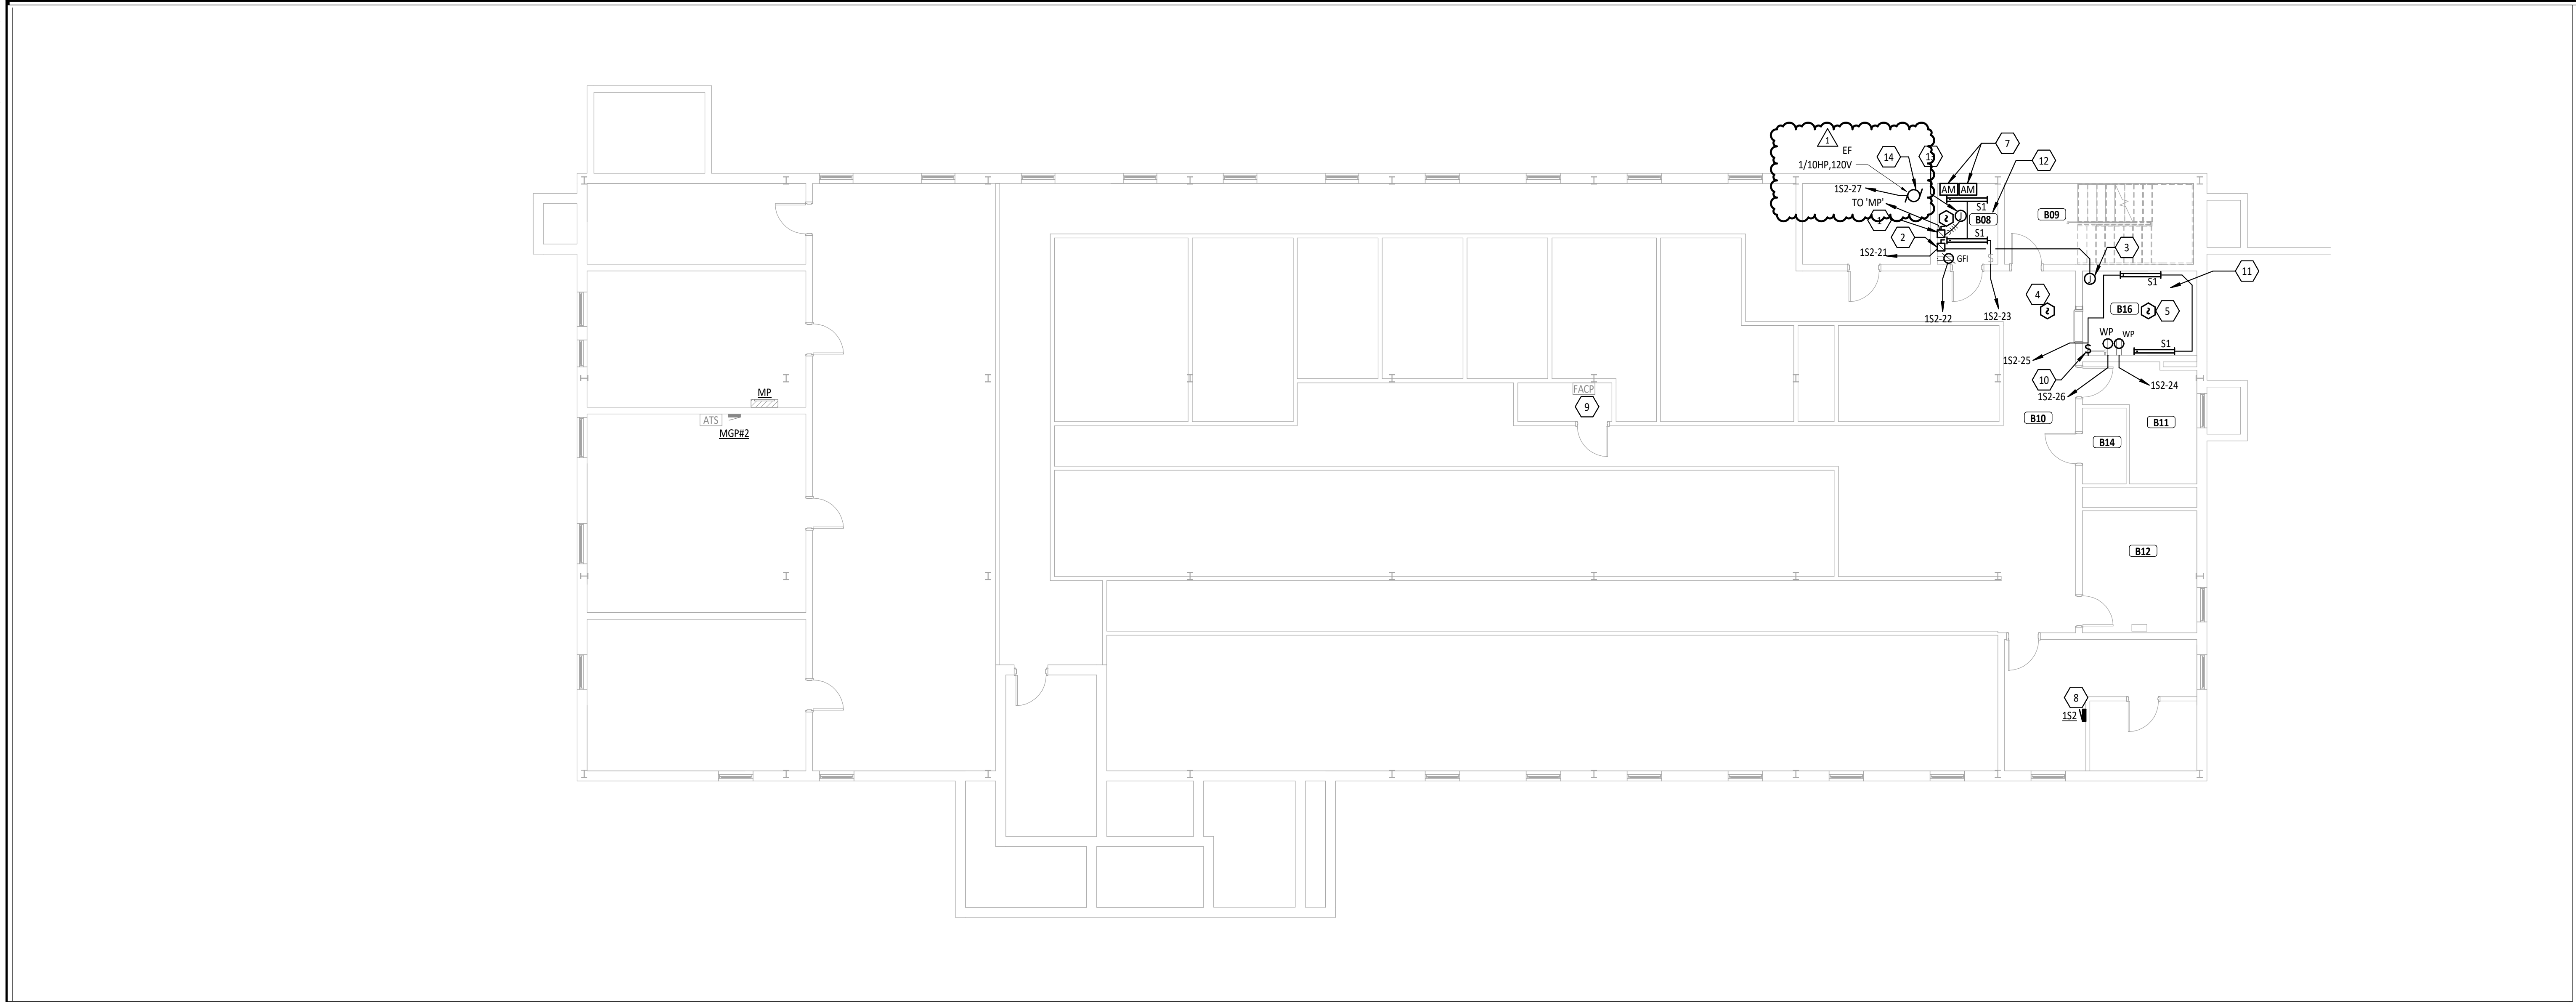 1
EF
1/10HP,120V
14
7
12
1S2-27
TO 'MP'
AM
AM
S1
J
B08
B09
1
2
S1
3
1S2-21
GFI
S
J
11
4
S1
B16
5
1S2-22
1S2-23
WP
WP
S
S1
1S2-25
10
1S2-24
1S2-26
MP
FACP
9
ATS
MGP#2
B10
B11
B14
B12
8
1S2